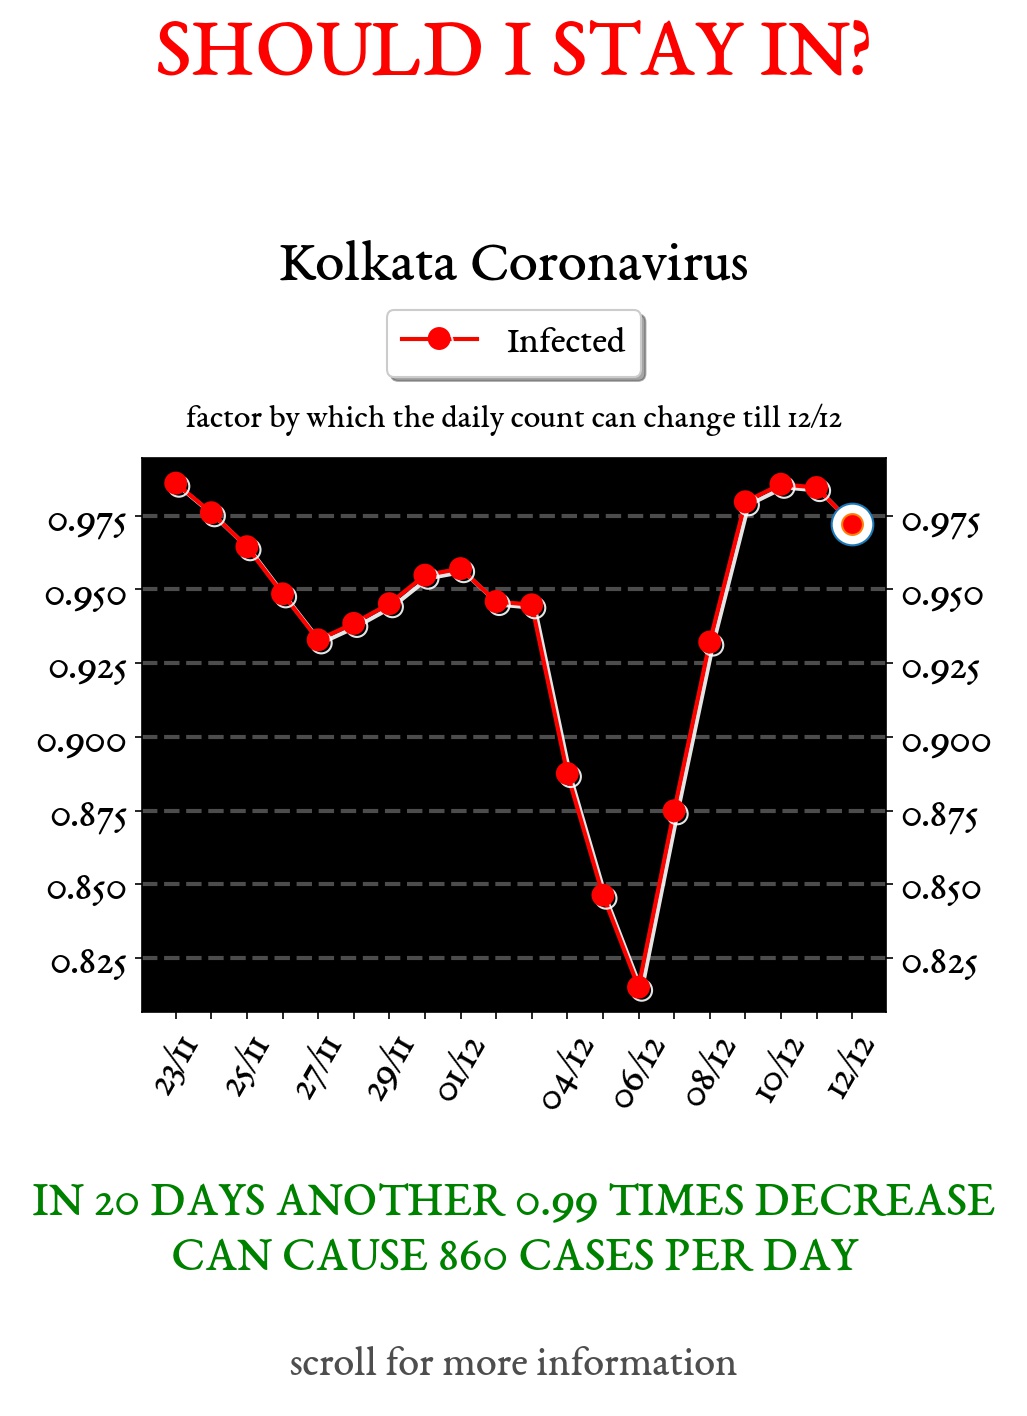 SHOULD I STAY IN?
Kolkata Coronavirus
Infected
factor by which the daily count can change till 12/12
0.975 0.975
0.950 0.950
0.925 0.925
0.900 0.900
0.875 0.875
0.850 0.850
0.825 0.825
23/11 25/11 27/11 29/11 01/12 04/12 06/12 08/12 10/12 12/12
IN 20 DAYS ANOTHER 0.99 TIMES DECREASE
CAN CAUSE 860 CASES PER DAY
scroll for more information